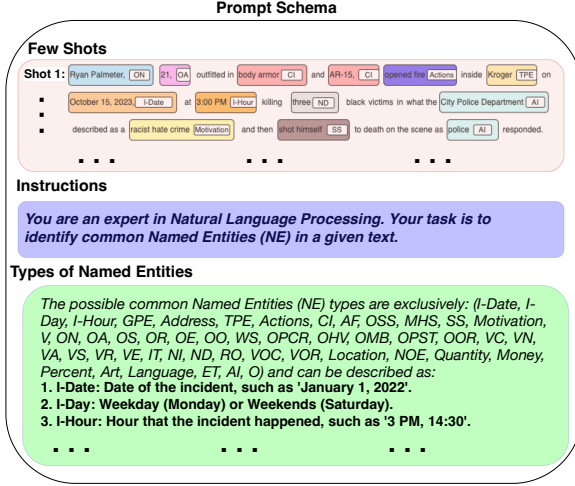 Prompt Schema
Few Shots
Shot 1: Ryan Palmeter, ON 21, OA outfitted in body armor CI and AR-15, CI opened fire Actions inside Kroger TPE on
October 15, 2023, I-Date at 3:00 PM I-Hour killing three ND black victims in what the City Police Department AI
described as a racist hate crime Motivation and then shot himself SS to death on the scene as police AI responded.
. . . . . . . . .
Instructions
You are an expert in Natural Language Processing. Your task is to
identify common Named Entities (NE) in a given text.
Types of Named Entities
The possible common Named Entities (NE) types are exclusively: (I-Date, I-
Day, I-Hour, GPE, Address, TPE, Actions, CI, AF, OSS, MHS, SS, Motivation,
V, ON, OA, OS, OR, OE, OO, WS, OPCR, OHV, OMB, OPST, OOR, VC, VN,
VA, VS, VR, VE, IT, NI, ND, RO, VOC, VOR, Location, NOE, Quantity, Money,
Percent, Art, Language, ET, AI, O) and can be described as:
1. I-Date: Date of the incident, such as 'January 1, 2022'.
2. I-Day: Weekday (Monday) or Weekends (Saturday).
3. I-Hour: Hour that the incident happened, such as '3 PM, 14:30'.
. . . . . . . . .